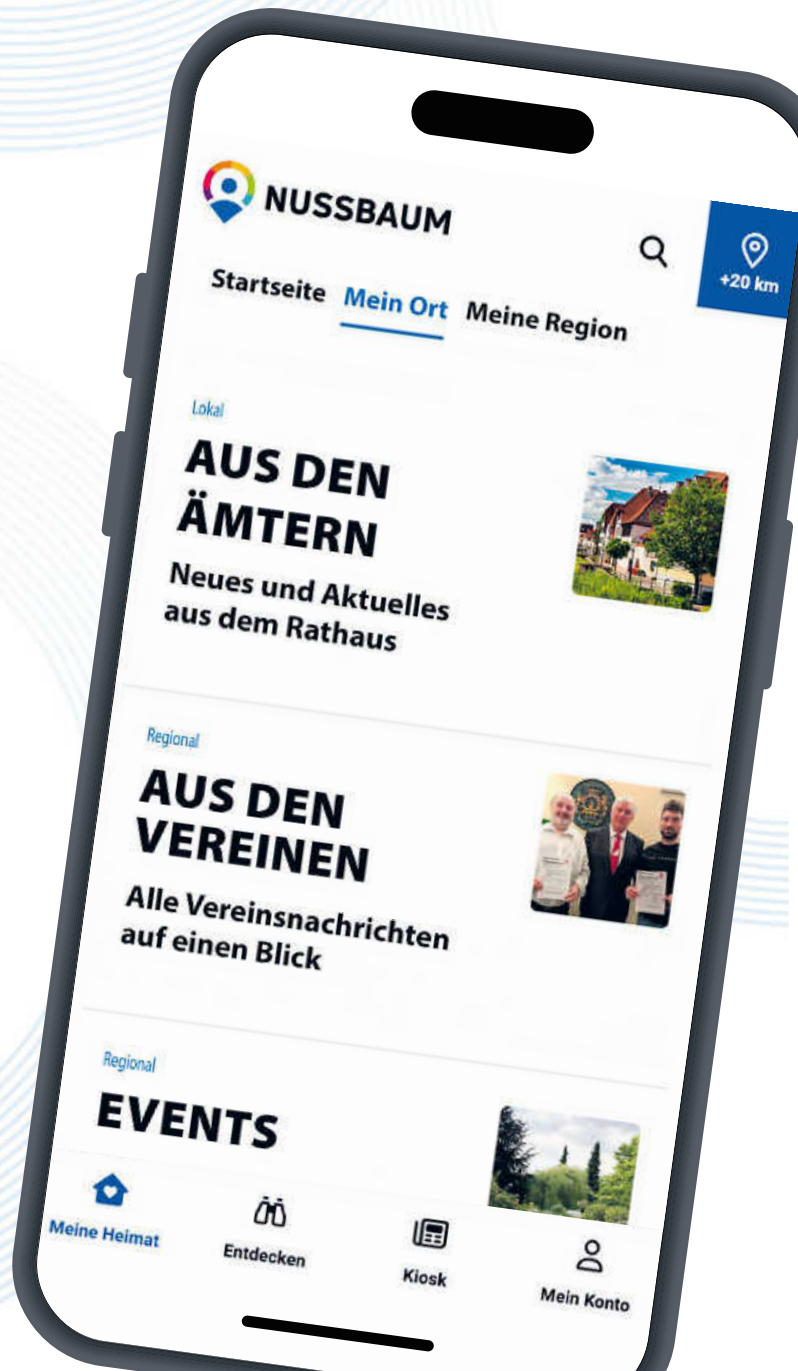 NUSSBAUM
+20 km
Startseite Mein Ort Meine Region
Lokal
AUS DEN
ÄMTERN
Neues und Aktuelles
aus dem Rathaus
Regional
AUS DEN
VEREINEN
Alle Vereinsnachrichten
auf einen Blick
Regional
EVENTS
Meine Heimat
Entdecken
Kiosk
Mein Konto